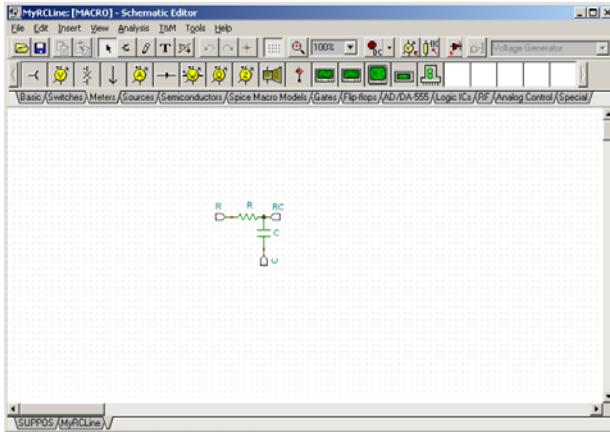 MyRCLine: [MACRO] - Schematic Editor
File Edit Insert View Analysis T&M Tools Help
T 100% DC Voltage Generator
Basic Switches Meters Sources Semiconductors Spice Macro Models Gates Flip-flops AD/DA-555 Logic ICs RF Analog Control Special
R R RC
C
C
SUPPOS MyRCLine